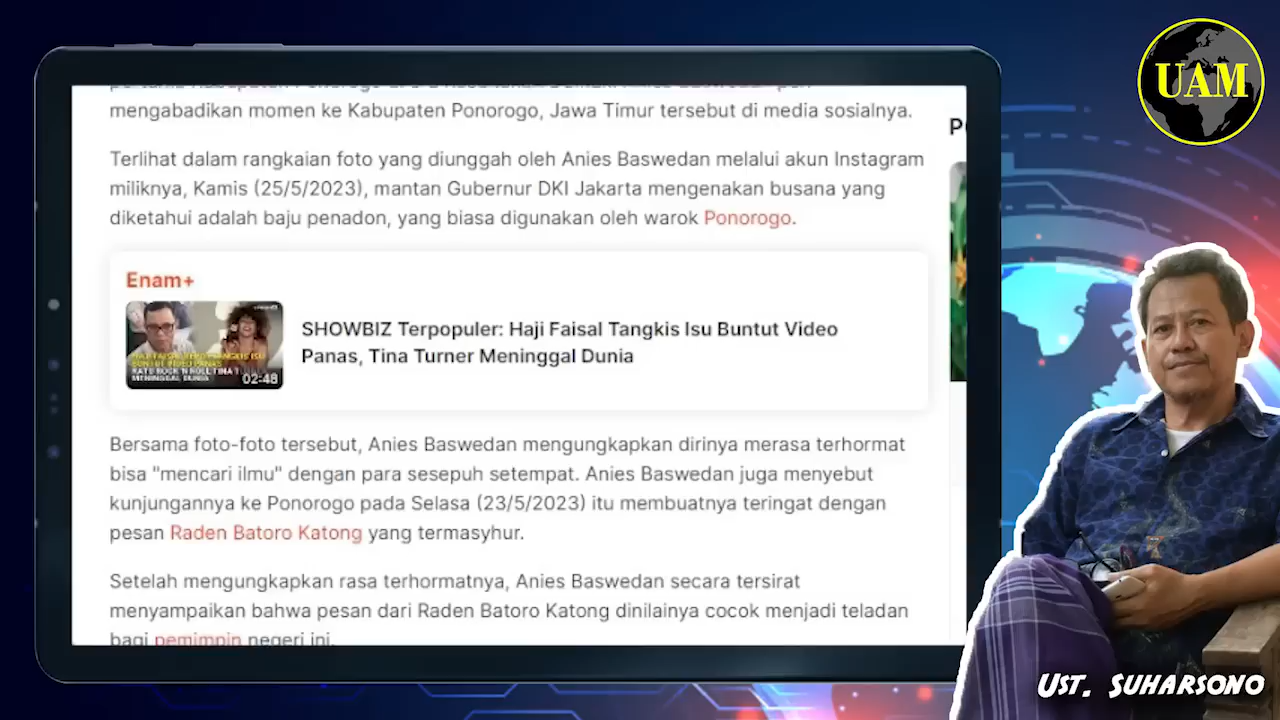 mengabadikan momen ke Kabupaten Ponorogo, Jawa Timur tersebut di media sosialnya.
Terlihat dalam rangkaian foto yang diunggah oleh Anies Baswedan melalui akun Instagram
miliknya, Kamis (25/5/2023), mantan Gubernur DKI Jakarta mengenakan busana yang
diketahui adalah baju penadon, yang biasa digunakan oleh warok Ponorogo.
Enam+
SHOWBIZ Terpopuler: Haji Faisal Tangkis Isu Buntut Video
Panas, Tina Turner Meninggal Dunia
02:48
Bersama foto-foto tersebut, Anies Baswedan mengungkapkan dirinya merasa terhormat
bisa "mencari ilmu" dengan para sesepuh setempat. Anies Baswedan juga menyebut
kunjungannya ke Ponorogo pada Selasa (23/5/2023) itu membuatnya teringat dengan
pesan Raden Batoro Katong yang termasyhur.
Setelah mengungkapkan rasa terhormatnya, Anies Baswedan secara tersirat
menyampaikan bahwa pesan dari Raden Batoro Katong dinilainya cocok menjadi teladan
bagi pemimpin negeri ini.
UAM
Ust. Suharsono